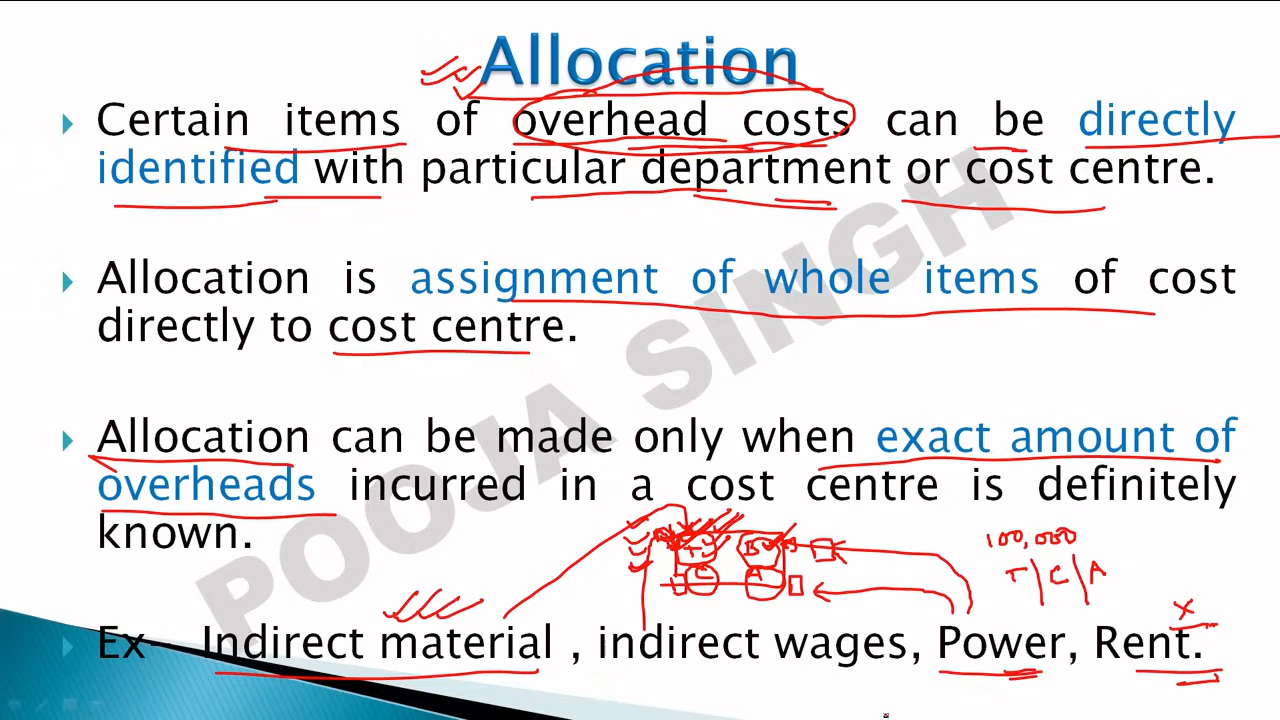 Allocation
Certain items of overhead costs can be directly
identified with particular department or cost centre.
Allocation is assignment of whole items of cost
directly to cost centre.
Allocation can be made only when exact amount of
overheads incurred in a cost centre is definitely
known.
100,000
T C A
T B
C A
X
Ex- Indirect material , indirect wages, Power, Rent.
POOJA SINGH